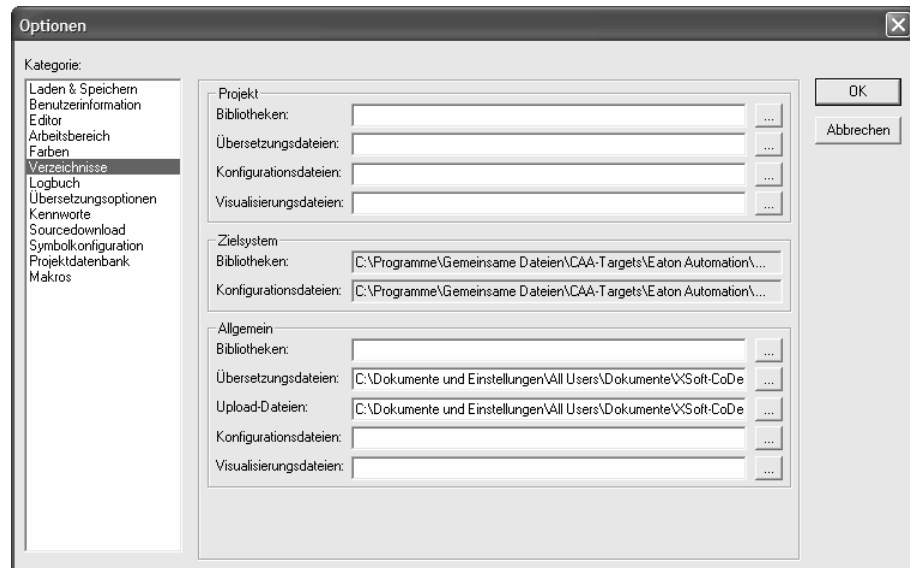 Optionen
Kategorie:
Laden & Speichern
Benutzerinformation
Editor
Arbeitsbereich
Farben
Verzeichnisse
Logbuch
Übersetzungsoptionen
Kennworte
Sourcedownload
Symbolkonfiguration
Projektdatenbank
Makros
Projekt
Bibliotheken:
...
Übersetzungsdateien:
...
Konfigurationsdateien:
...
Visualisierungsdateien:
...
Zielsystem
Bibliotheken: C:\Programme\Gemeinsame Dateien\CAA-Targets\Eaton Automation\...
Konfigurationsdateien: C:\Programme\Gemeinsame Dateien\CAA-Targets\Eaton Automation\...
Allgemein
Bibliotheken:
...
Übersetzungsdateien: C:\Dokumente und Einstellungen\All Users\Dokumente\XSoft-CoDe ...
Upload-Dateien: C:\Dokumente und Einstellungen\All Users\Dokumente\XSoft-CoDe ...
Konfigurationsdateien:
...
Visualisierungsdateien:
...
OK
Abbrechen